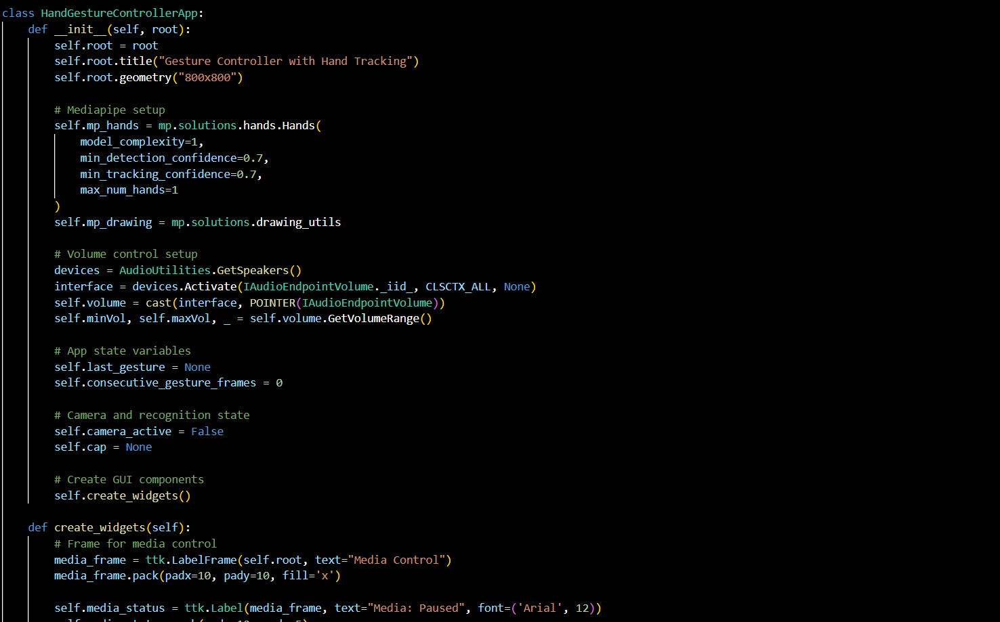 class HandGestureControllerApp:
    def __init__(self, root):
        self.root = root
        self.root.title("Gesture Controller with Hand Tracking")
        self.root.geometry("800x800")

        # Mediapipe setup
        self.mp_hands = mp.solutions.hands.Hands(
            model_complexity=1,
            min_detection_confidence=0.7,
            min_tracking_confidence=0.7,
            max_num_hands=1
        )
        self.mp_drawing = mp.solutions.drawing_utils

        # Volume control setup
        devices = AudioUtilities.GetSpeakers()
        interface = devices.Activate(IAudioEndpointVolume._iid_, CLSCTX_ALL, None)
        self.volume = cast(interface, POINTER(IAudioEndpointVolume))
        self.minVol, self.maxVol, _ = self.volume.GetVolumeRange()

        # App state variables
        self.last_gesture = None
        self.consecutive_gesture_frames = 0

        # Camera and recognition state
        self.camera_active = False
        self.cap = None

        # Create GUI components
        self.create_widgets()

    def create_widgets(self):
        # Frame for media control
        media_frame = ttk.LabelFrame(self.root, text="Media Control")
        media_frame.pack(padx=10, pady=10, fill='x')

        self.media_status = ttk.Label(media_frame, text="Media: Paused", font=('Arial', 12))